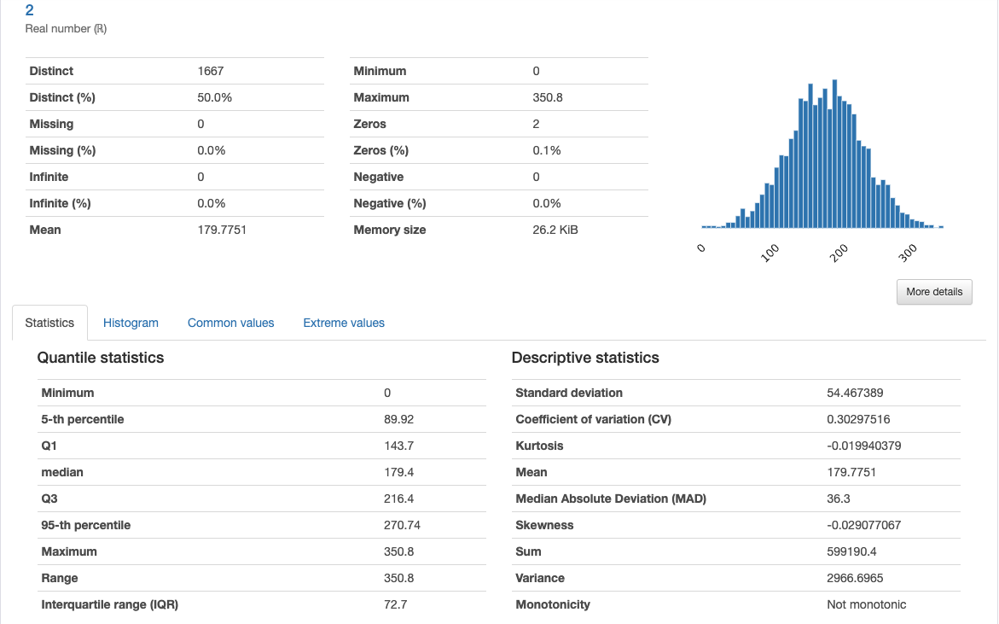 2
Real number (ℝ)
Distinct 1667
Distinct (%) 50.0%
Missing 0
Missing (%) 0.0%
Infinite 0
Infinite (%) 0.0%
Mean 179.7751
Minimum 0
Maximum 350.8
Zeros 2
Zeros (%) 0.1%
Negative 0
Negative (%) 0.0%
Memory size 26.2 KiB
0 100 200 300
More details
Statistics Histogram Common values Extreme values
Quantile statistics
Minimum 0
5-th percentile 89.92
Q1 143.7
median 179.4
Q3 216.4
95-th percentile 270.74
Maximum 350.8
Range 350.8
Interquartile range (IQR) 72.7
Descriptive statistics
Standard deviation 54.467389
Coefficient of variation (CV) 0.30297516
Kurtosis -0.019940379
Mean 179.7751
Median Absolute Deviation (MAD) 36.3
Skewness -0.029077067
Sum 599190.4
Variance 2966.6965
Monotonicity Not monotonic